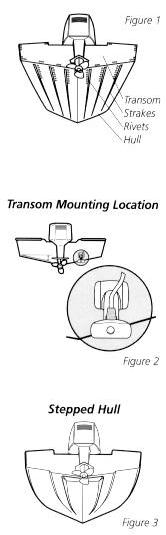 Figure 1
Transom
Strakes
Rivets
Hull
Transom Mounting Location
Figure 2
Stepped Hull
Figure 3